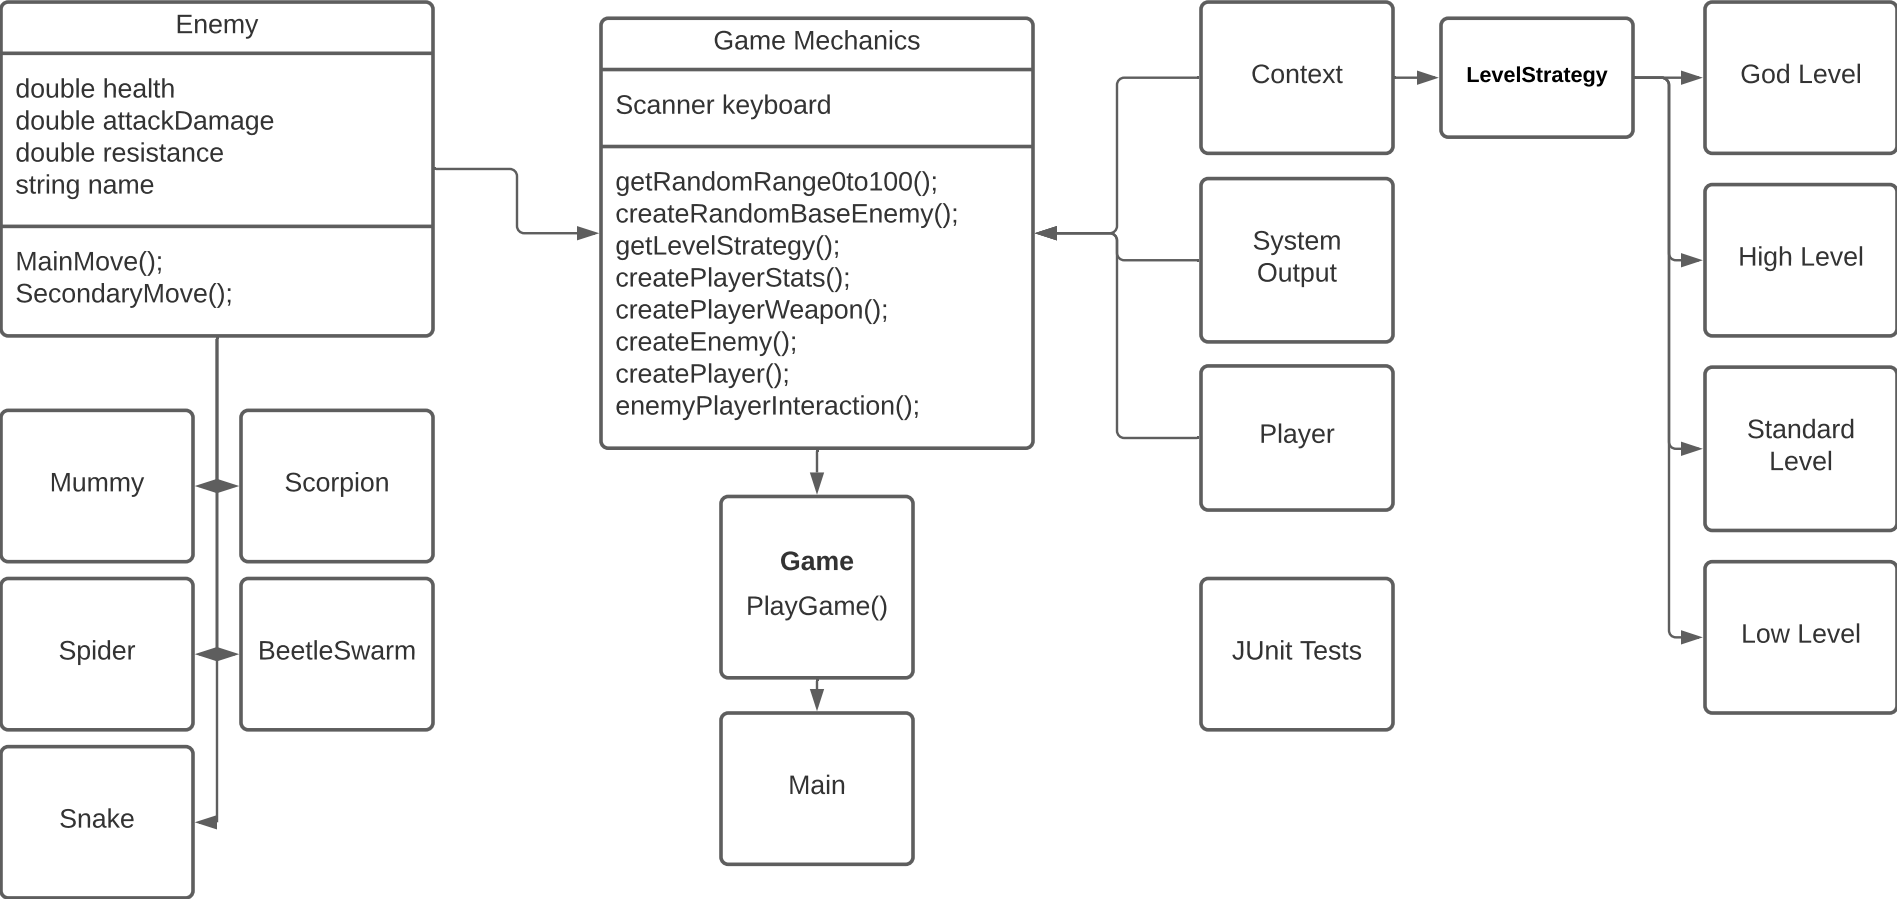 Enemy
double health
double attackDamage
double resistance
string name
MainMove();
SecondaryMove();
Mummy
Scorpion
Spider
BeetleSwarm
Snake
Game Mechanics
Scanner keyboard
getRandomRange0to100();
createRandomBaseEnemy();
getLevelStrategy();
createPlayerStats();
createPlayerWeapon();
createEnemy();
createPlayer();
enemyPlayerInteraction();
Game
PlayGame()
Main
Context
System
Output
Player
JUnit Tests
LevelStrategy
God Level
High Level
Standard
Level
Low Level